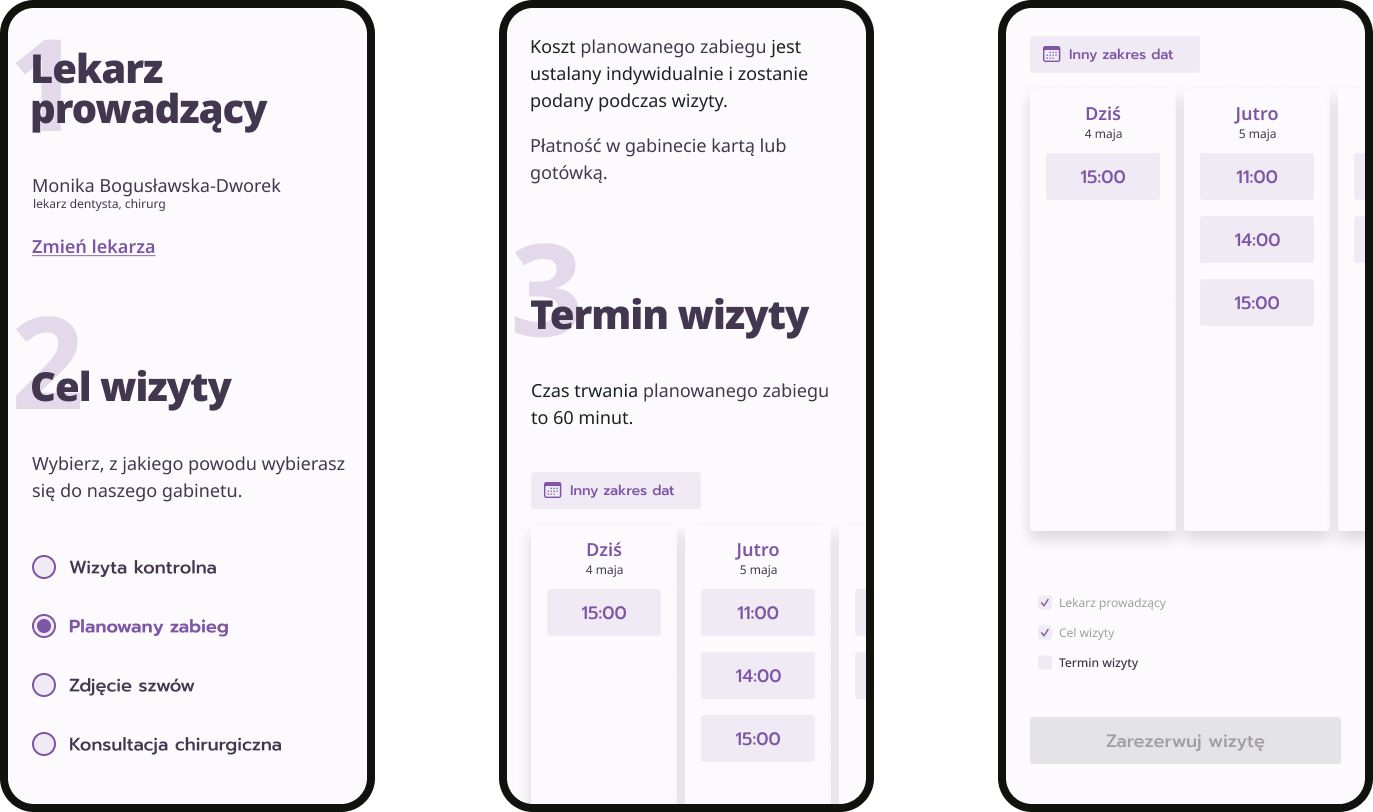 1
Lekarz
prowadzący
Monika Bogusławska-Dworek
lekarz dentysta, chirurg
Zmień lekarza
2
Cel wizyty
Wybierz, z jakiego powodu wybierasz
się do naszego gabinetu.
Wizyta kontrolna
Planowany zabieg
Zdjęcie szwów
Konsultacja chirurgiczna
Koszt planowanego zabiegu jest
ustalany indywidualnie i zostanie
podany podczas wizyty.
Płatność w gabinecie kartą lub
gotówką.
3
Termin wizyty
Czas trwania planowanego zabiegu
to 60 minut.
Inny zakres dat
Dziś
4 maja
15:00
Jutro
5 maja
11:00
14:00
15:00
Inny zakres dat
Dziś
4 maja
15:00
Jutro
5 maja
11:00
14:00
15:00
Lekarz prowadzący
Cel wizyty
Termin wizyty
Zarezerwuj wizytę